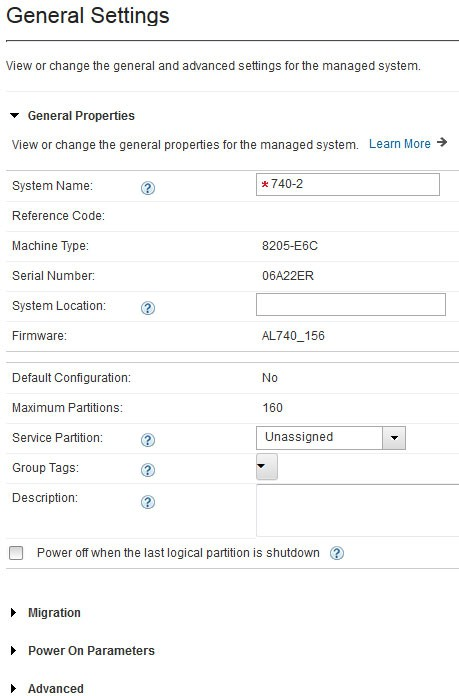 General Settings
View or change the general and advanced settings for the managed system.
General Properties
View or change the general properties for the managed system. Learn More
System Name: ? * 740-2
Reference Code:
Machine Type: 8205-E6C
Serial Number: 06A22ER
System Location: ?
Firmware: AL740_156
Default Configuration: No
Maximum Partitions: 160
Service Partition: ? Unassigned
Group Tags: ?
Description: ?
Power off when the last logical partition is shutdown ?
Migration
Power On Parameters
Advanced